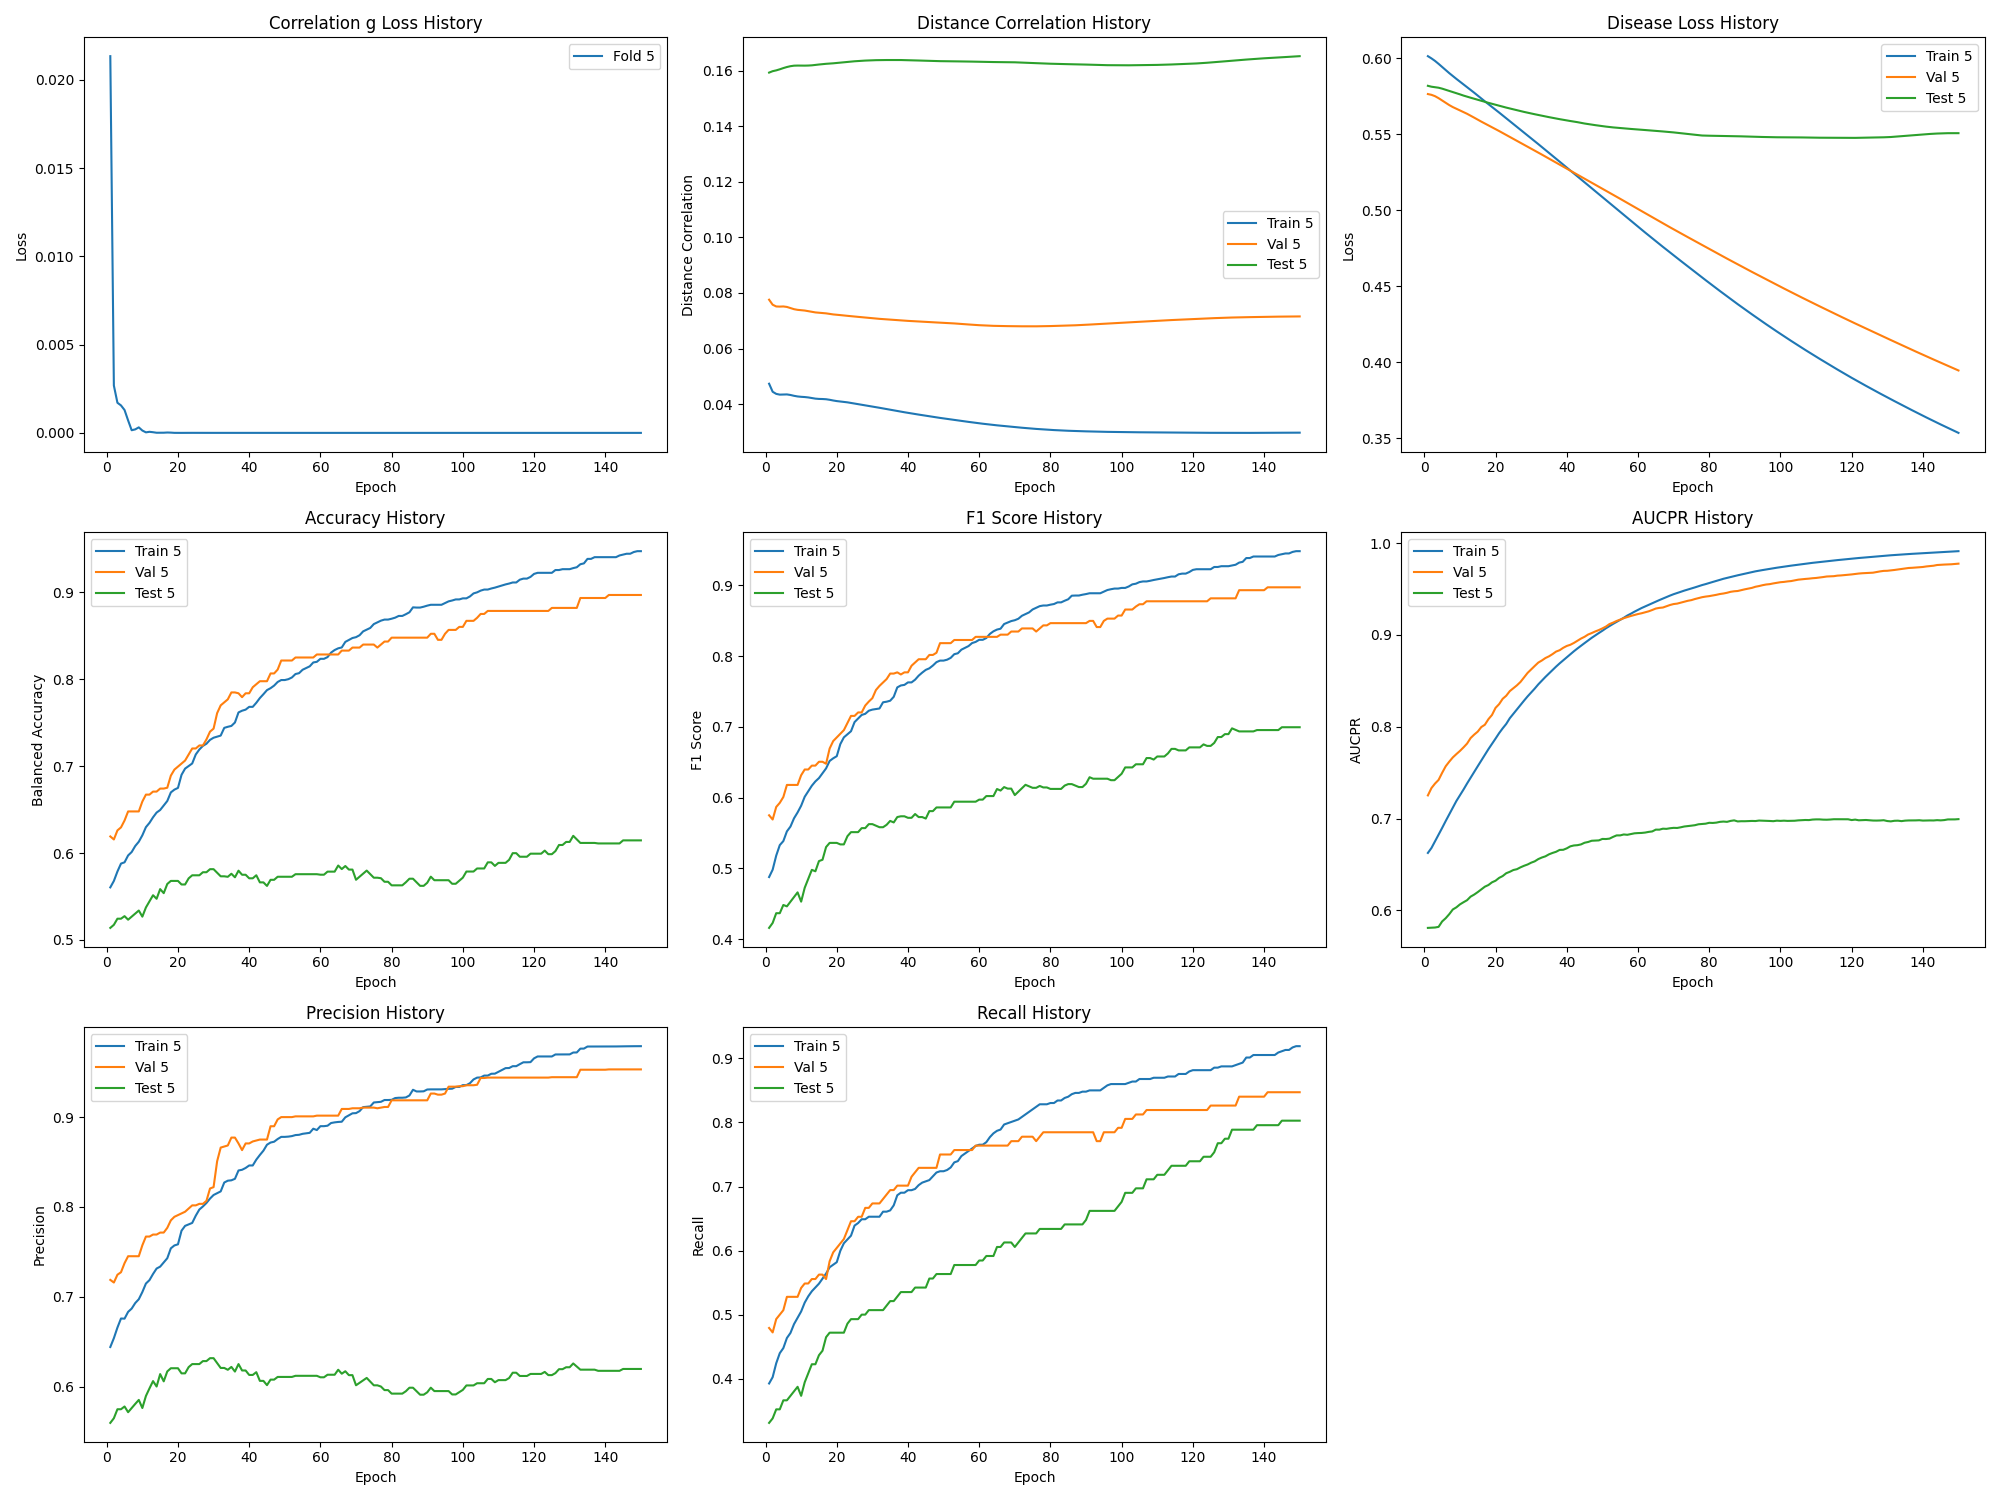 Correlation g Loss History
Fold 5
0.020
0.015
0.010
0.005
0.000
Loss
0 20 40 60 80 100 120 140
Epoch
Distance Correlation History
Train 5
Val 5
Test 5
0.16
0.14
0.12
0.10
0.08
0.06
0.04
Distance Correlation
0 20 40 60 80 100 120 140
Epoch
Disease Loss History
Train 5
Val 5
Test 5
0.60
0.55
0.50
0.45
0.40
0.35
Loss
0 20 40 60 80 100 120 140
Epoch
Accuracy History
Train 5
Val 5
Test 5
0.9
0.8
0.7
0.6
0.5
Balanced Accuracy
0 20 40 60 80 100 120 140
Epoch
F1 Score History
Train 5
Val 5
Test 5
0.9
0.8
0.7
0.6
0.5
0.4
F1 Score
0 20 40 60 80 100 120 140
Epoch
AUCPR History
Train 5
Val 5
Test 5
1.0
0.9
0.8
0.7
0.6
AUCPR
0 20 40 60 80 100 120 140
Epoch
Precision History
Train 5
Val 5
Test 5
0.9
0.8
0.7
0.6
Precision
0 20 40 60 80 100 120 140
Epoch
Recall History
Train 5
Val 5
Test 5
0.9
0.8
0.7
0.6
0.5
0.4
Recall
0 20 40 60 80 100 120 140
Epoch